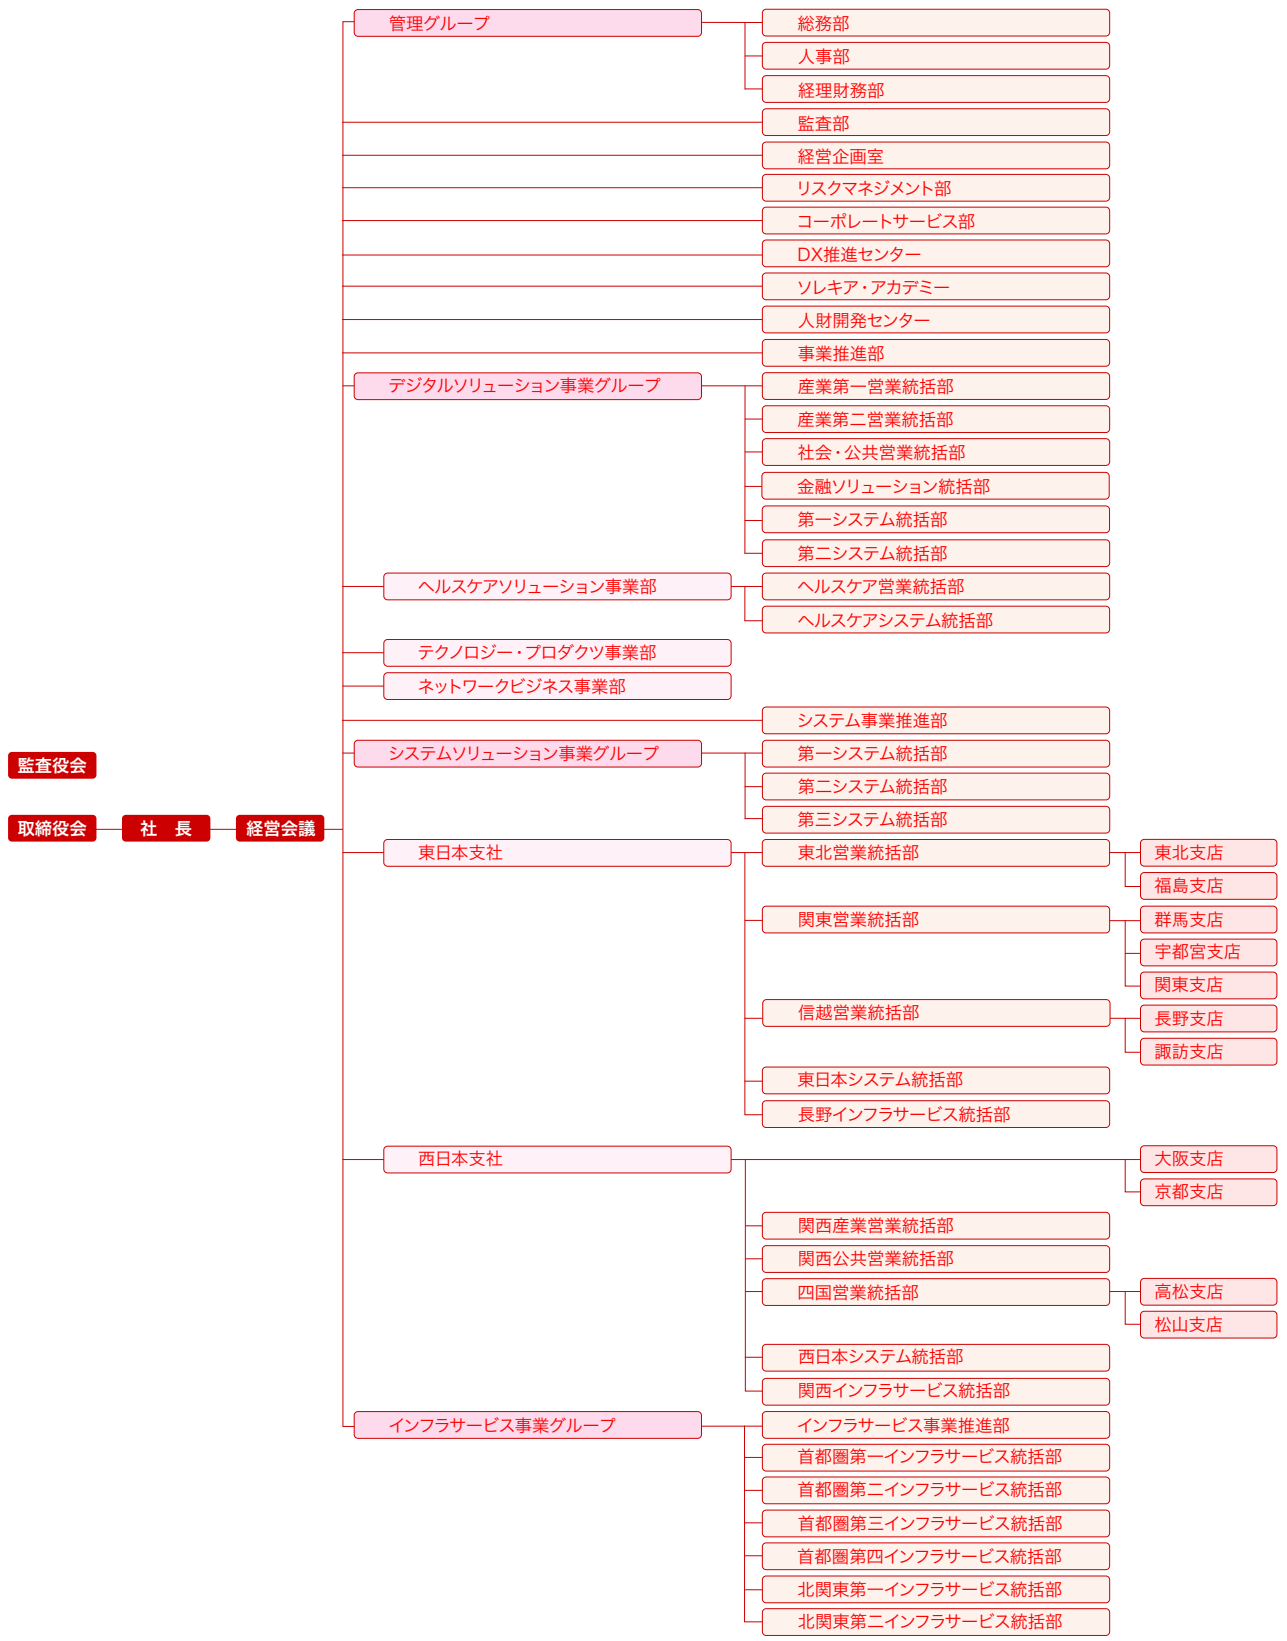 管理グループ
総務部
人事部
経理財務部
監査部
経営企画室
リスクマネジメント部
コーポレートサービス部
DX推進センター
ソレキア・アカデミー
人財開発センター
事業推進部
デジタルソリューション事業グループ
産業第一営業統括部
産業第二営業統括部
社会・公共営業統括部
金融ソリューション統括部
第一システム統括部
第二システム統括部
ヘルスケアソリューション事業部
ヘルスケア営業統括部
ヘルスケアシステム統括部
テクノロジー・プロダクツ事業部
ネットワークビジネス事業部
システム事業推進部
監査役会
取締役会
社　長
経営会議
システムソリューション事業グループ
第一システム統括部
第二システム統括部
第三システム統括部
東日本支社
東北営業統括部
東北支店
福島支店
関東営業統括部
群馬支店
宇都宮支店
関東支店
信越営業統括部
長野支店
諏訪支店
東日本システム統括部
長野インフラサービス統括部
西日本支社
大阪支店
京都支店
関西産業営業統括部
関西公共営業統括部
四国営業統括部
高松支店
松山支店
西日本システム統括部
関西インフラサービス統括部
インフラサービス事業グループ
インフラサービス事業推進部
首都圏第一インフラサービス統括部
首都圏第二インフラサービス統括部
首都圏第三インフラサービス統括部
首都圏第四インフラサービス統括部
北関東第一インフラサービス統括部
北関東第二インフラサービス統括部